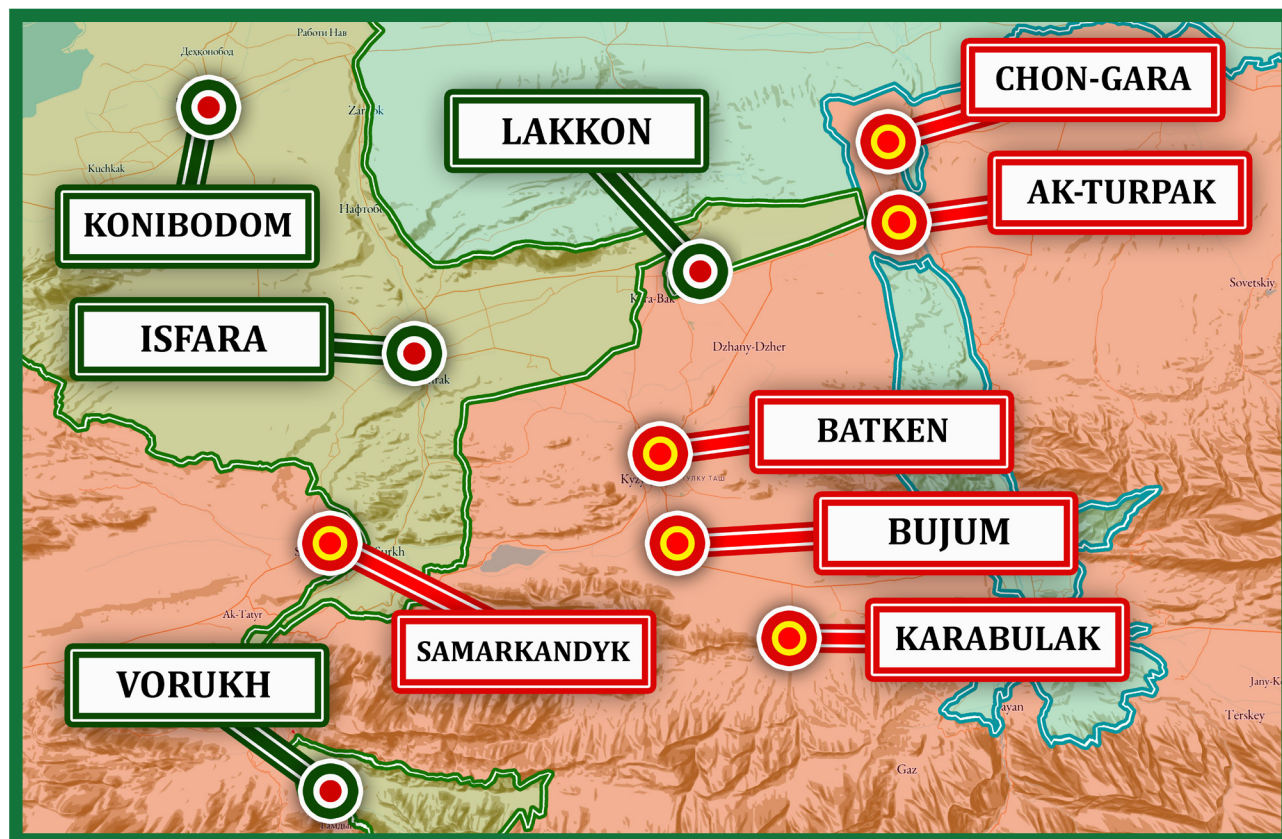 Работи Нав
Деҳқонобод
CHON-GARA
LAKKON
Kuchkak
AK-TURPAK
KONIBODOM
Sovetskiy
ISFARA
Dzhany-Dzher
BATKEN
BUJUM
Ak-Tatyr
SAMARKANDYK
KARABULAK
VORUKH
Terskey
Gaz